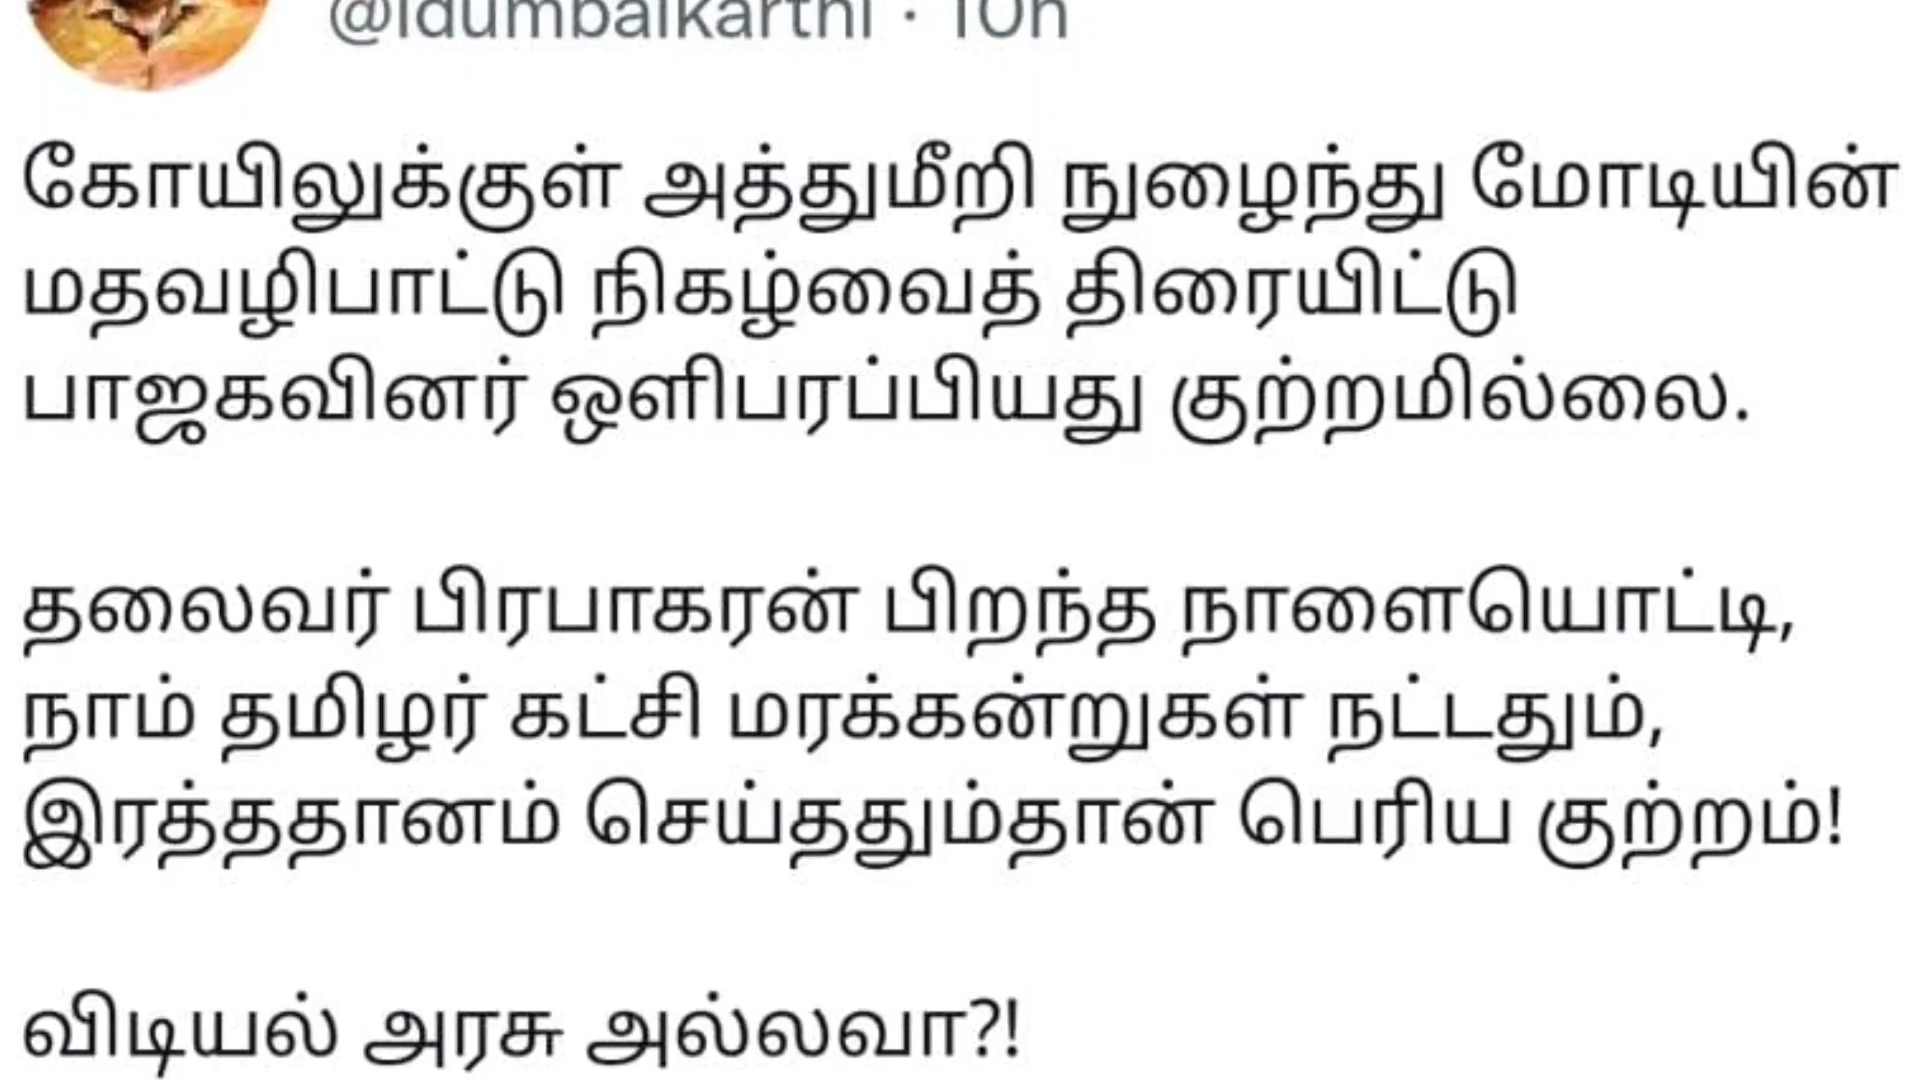 @idumbaikarthi · 10h
கோயிலுக்குள் அத்துமீறி நுழைந்து மோடியின்
மதவழிபாட்டு நிகழ்வைத் திரையிட்டு
பாஜகவினர் ஒளிபரப்பியது குற்றமில்லை.
தலைவர் பிரபாகரன் பிறந்த நாளையொட்டி,
நாம் தமிழர் கட்சி மரக்கன்றுகள் நட்டதும்,
இரத்ததானம் செய்ததும்தான் பெரிய குற்றம்!
விடியல் அரசு அல்லவா?!